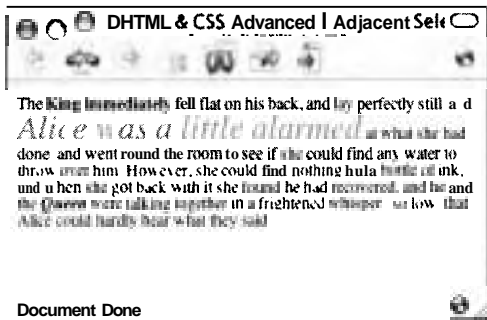 DHTML & CSS Advanced | Adjacent Sele
The King immediately fell flat on his back, and lay perfectly still a d
Alice was a little alarmed at what she had
done and went round the room to see if she could find any water to
throw over him However, she could find nothing hula bottle of ink,
und u hen she got back with it she found he had recovered, and he and
the Queen were talking together in a frightened whisper so low that
Alice could hardly hear what they said
Document Done